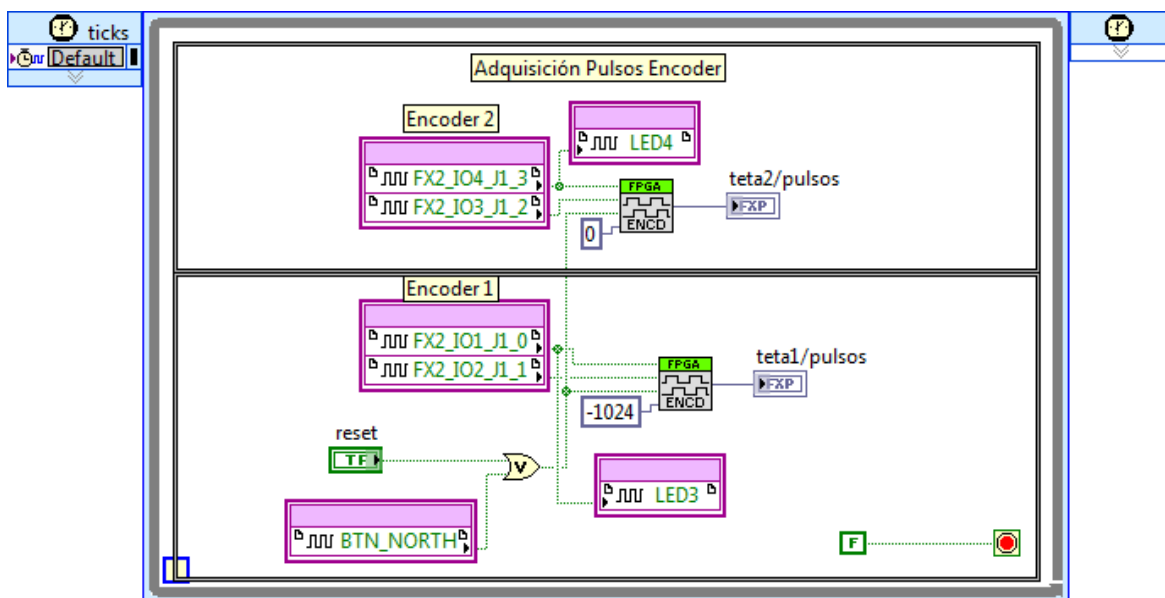 ticks
Default
Adquisición Pulsos Encoder
Encoder 2
LED4
FX2_IO4_J1_3
FX2_IO3_J1_2
FPGA
ENCD
0
teta2/pulsos
FXP
Encoder 1
FX2_IO1_J1_0
FX2_IO2_J1_1
FPGA
ENCD
-1024
teta1/pulsos
FXP
reset
TF
V
LED3
BTN_NORTH
F